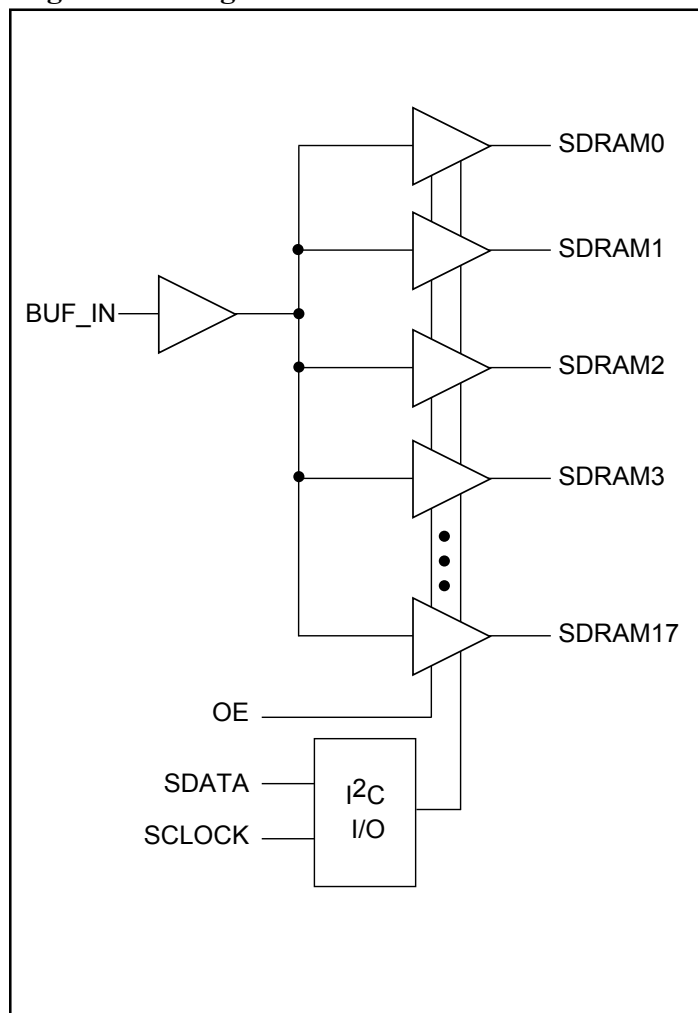 SDRAM0
SDRAM1
BUF_IN
SDRAM2
SDRAM3
SDRAM17
OE
SDATA
I²C
I/O
SCLOCK